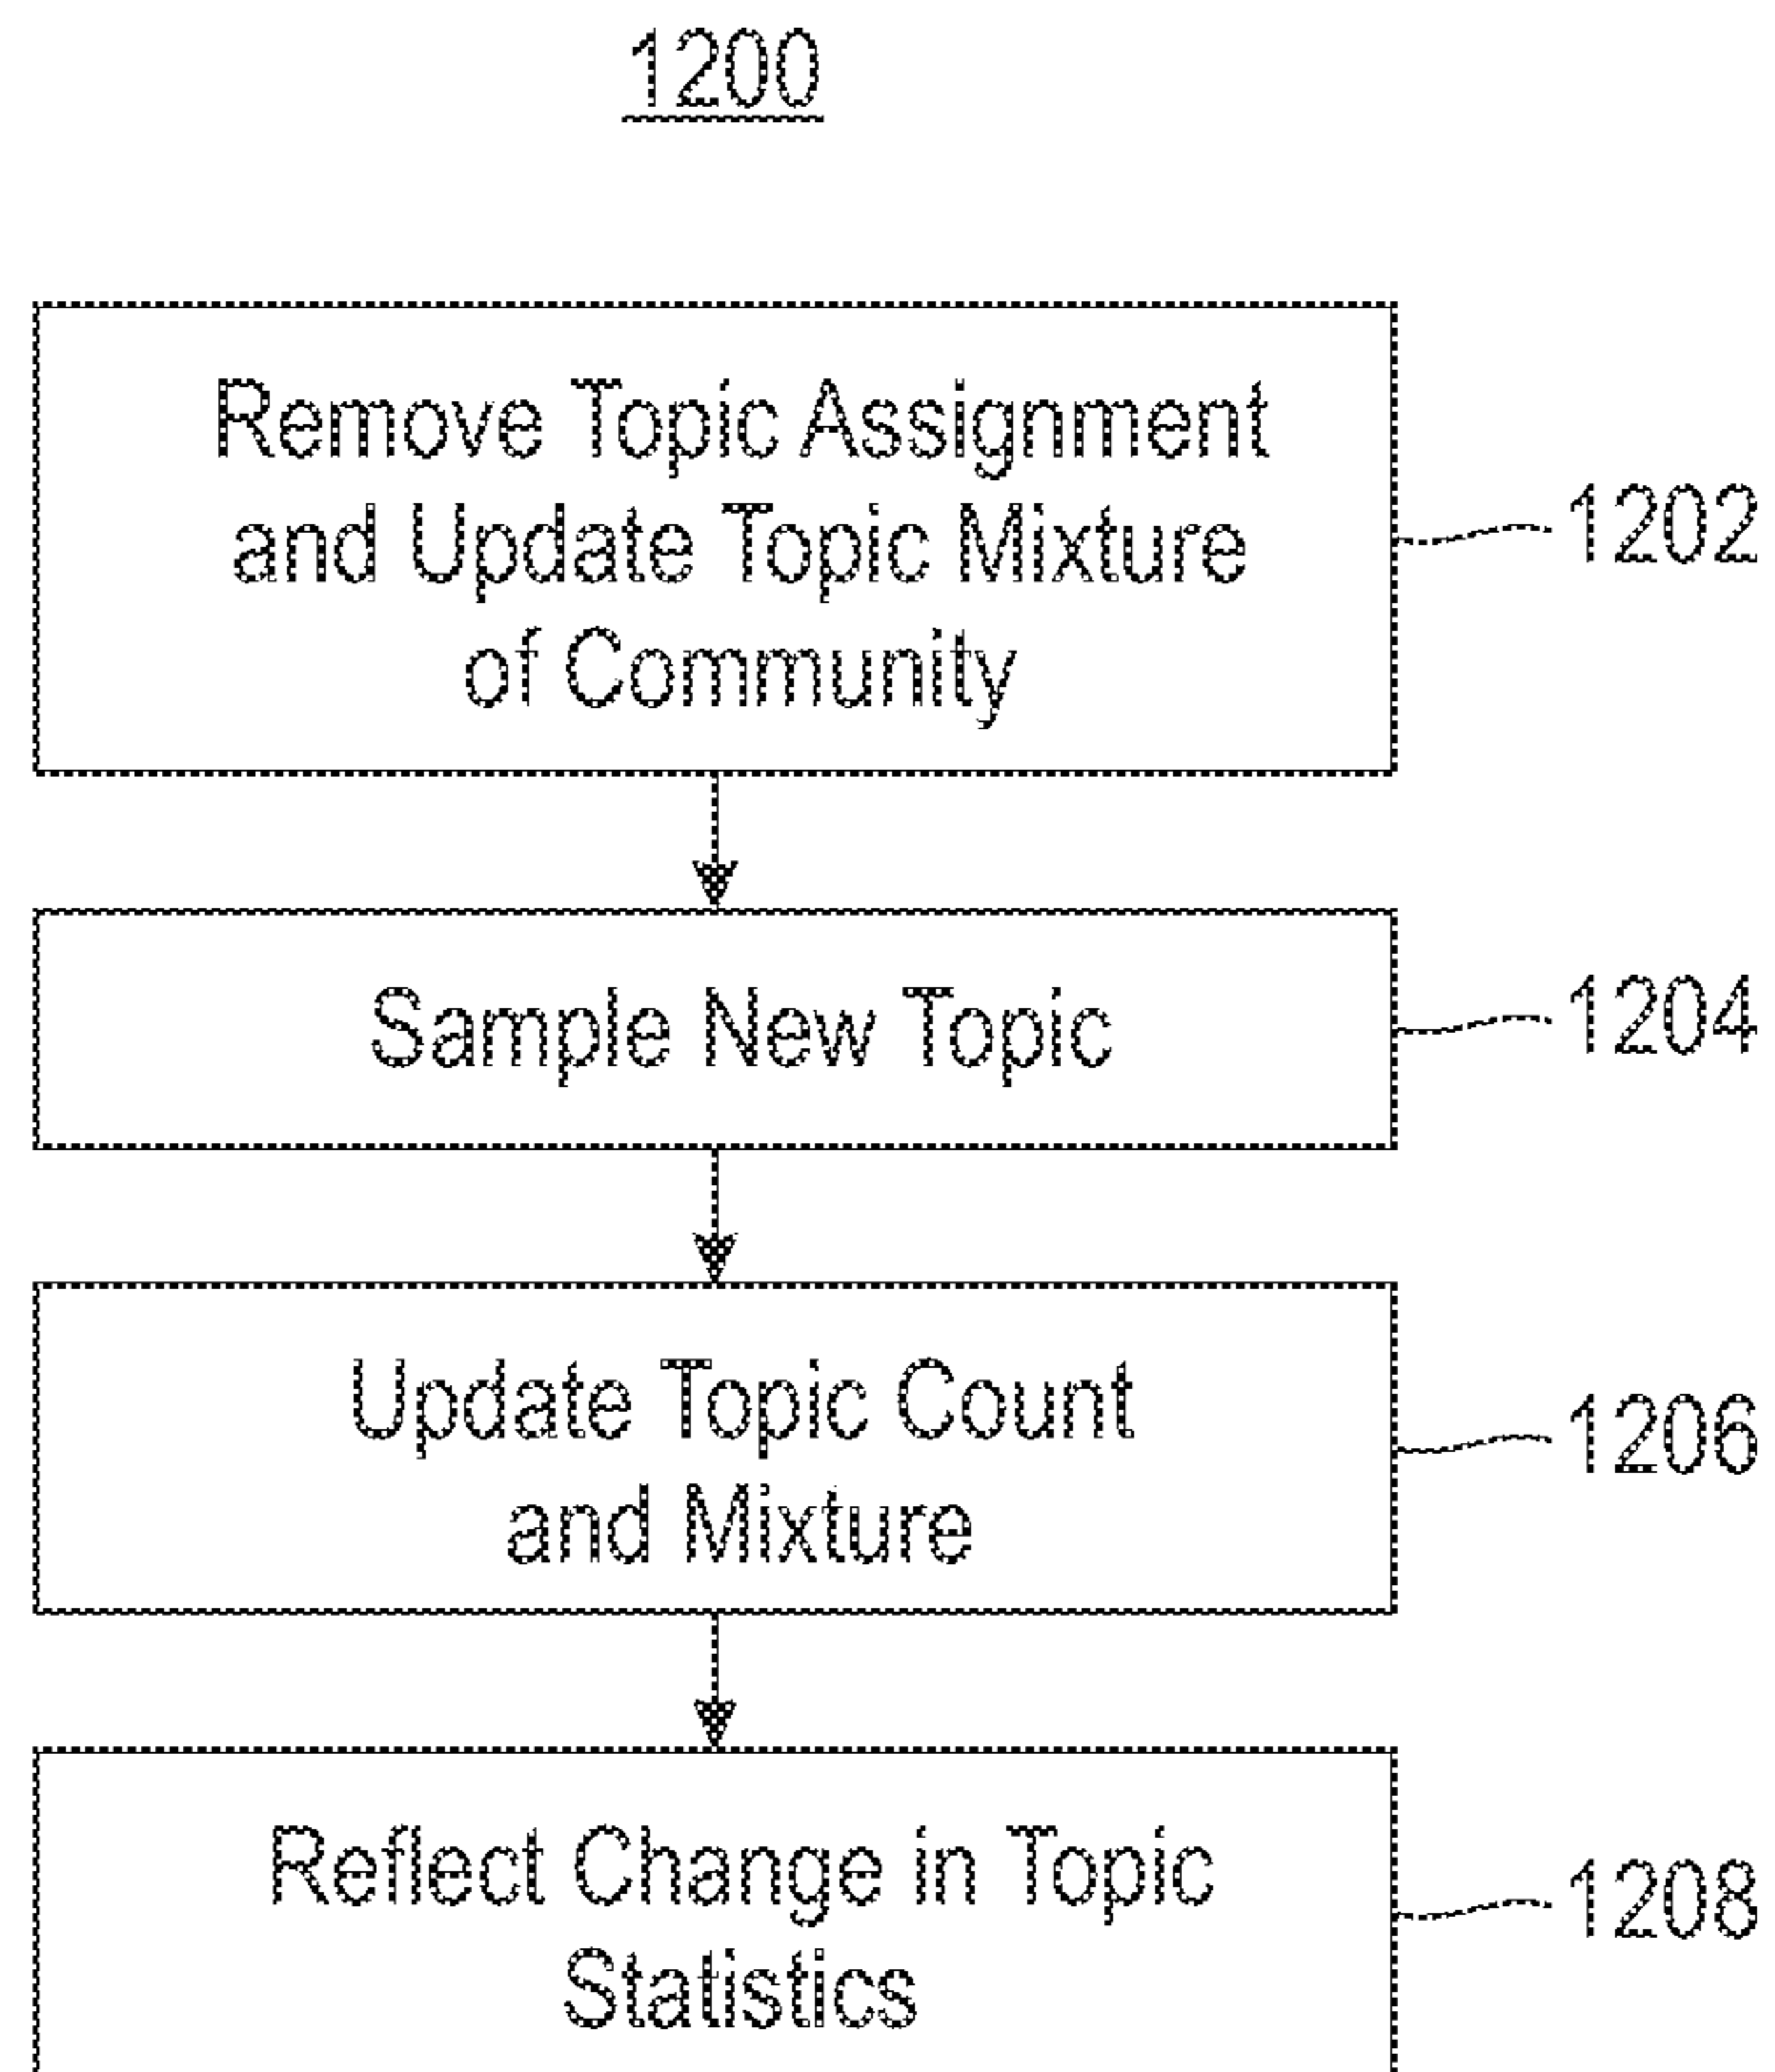 1200
Remove Topic Assignment
and Update Topic Mixture
of Community
1202
Sample New Topic
1204
Update Topic Count
and Mixture
1206
Reflect Change in Topic
Statistics
1208